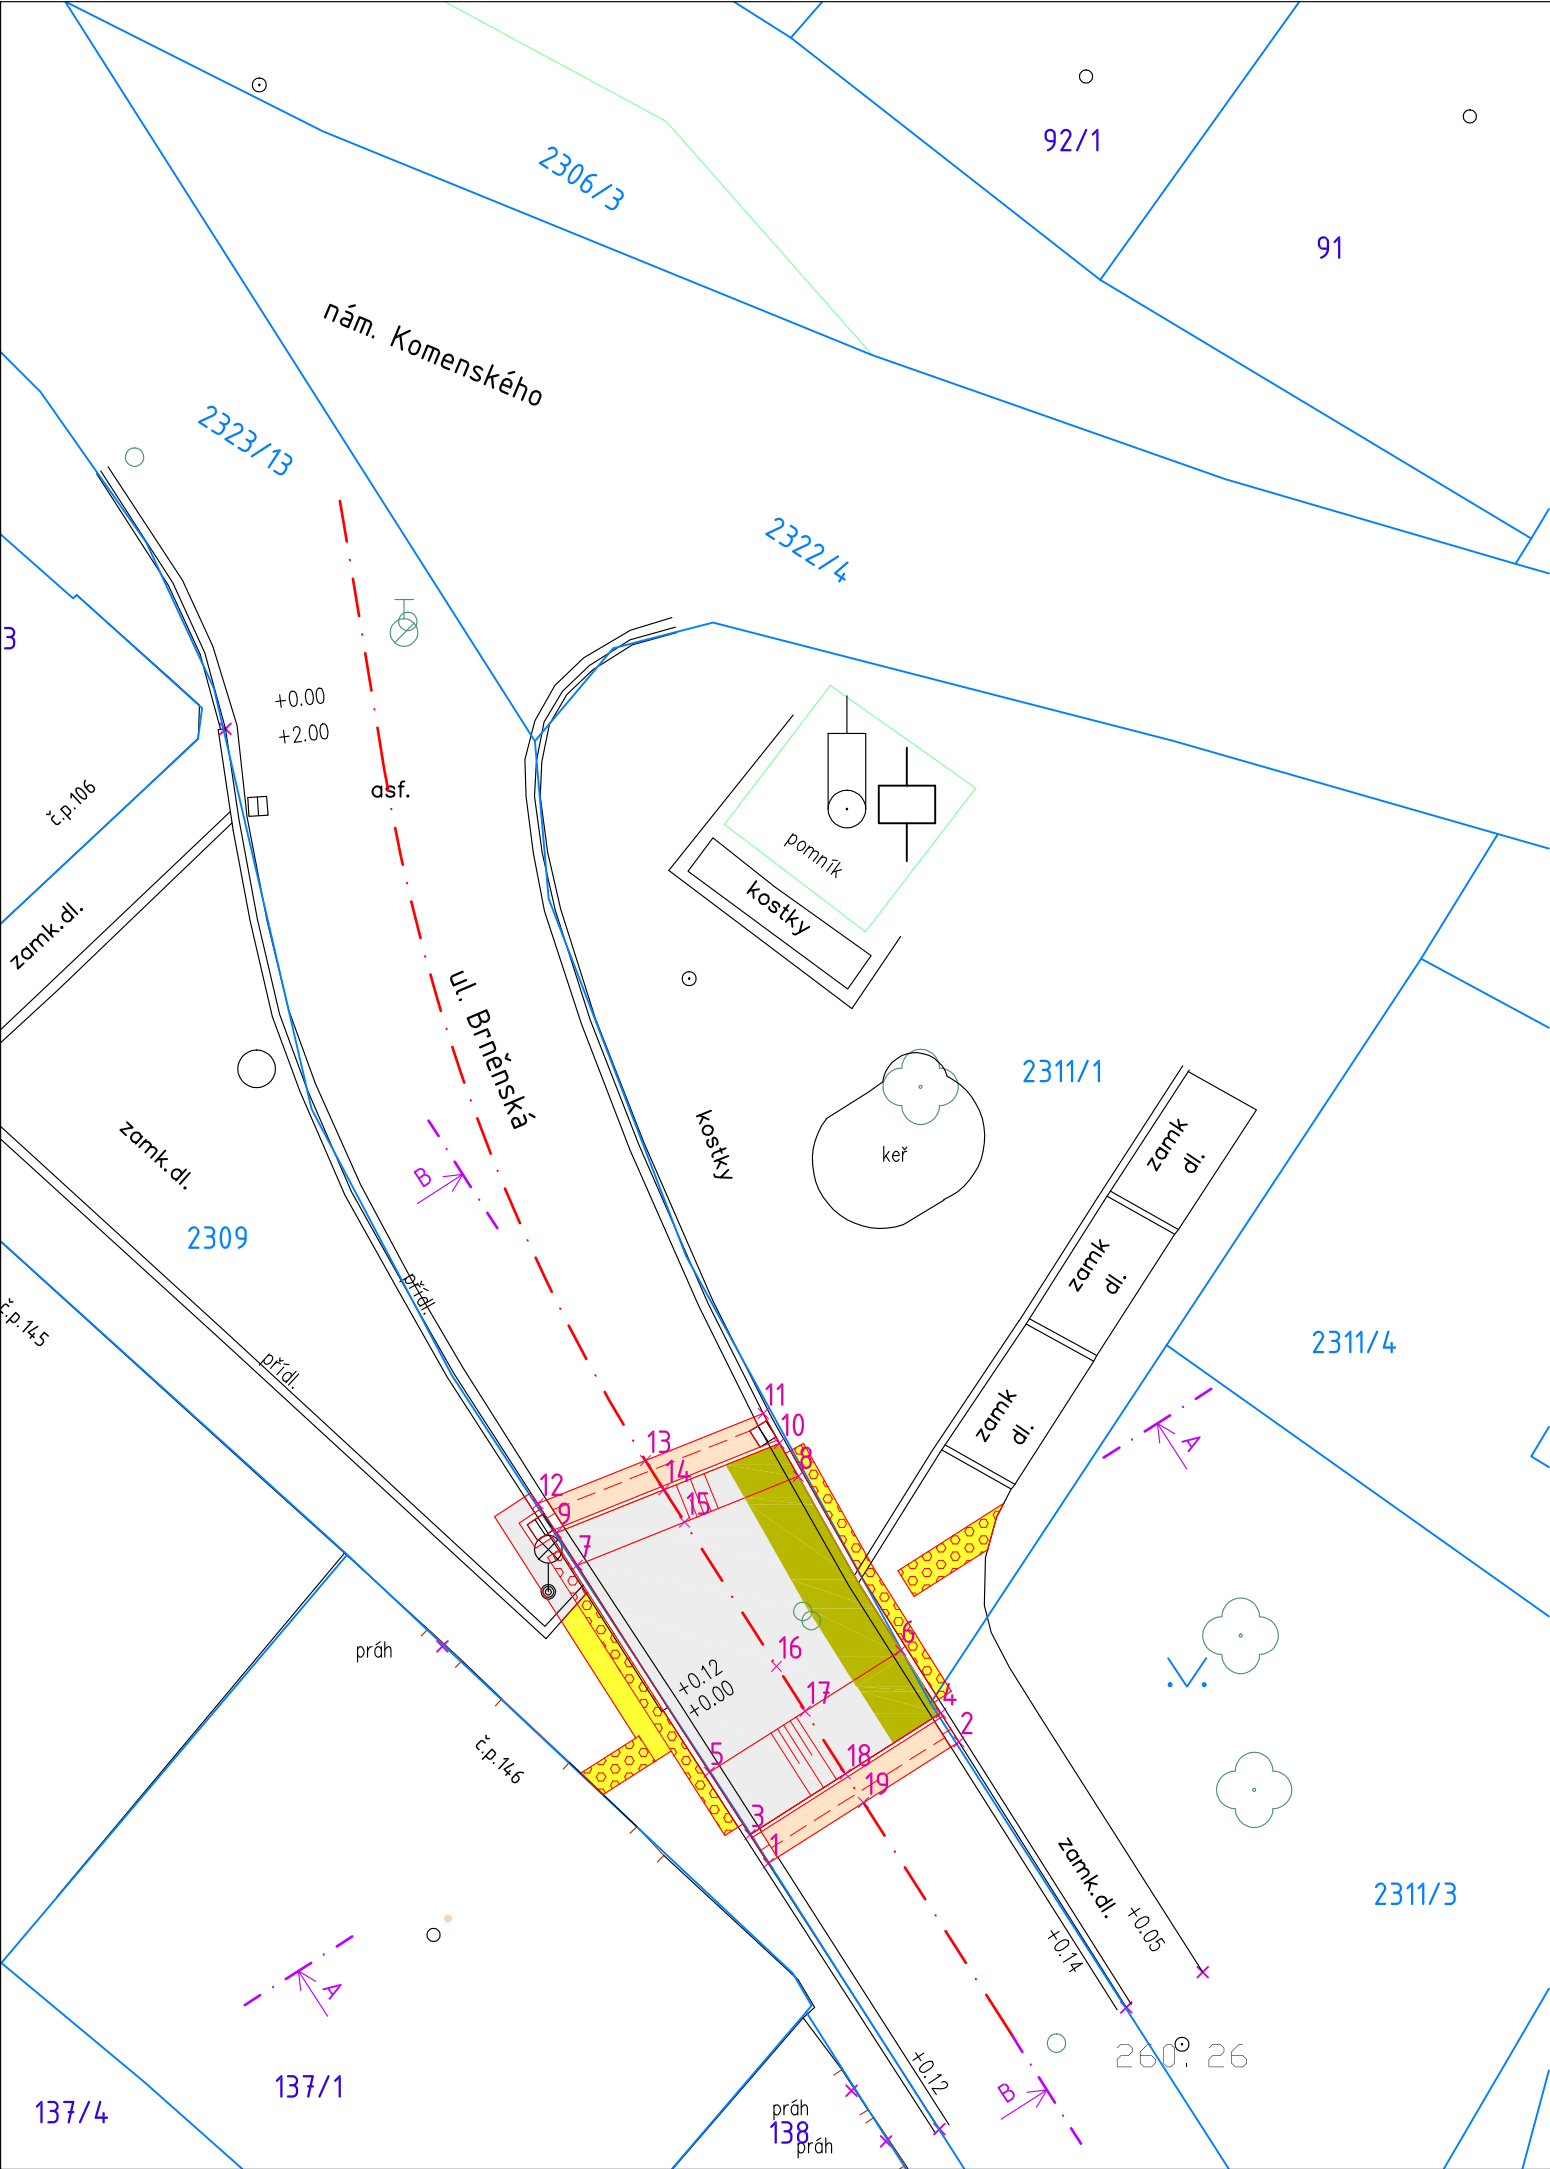 92/1
2306/3
91
nám. Komenského
2323/13
2322/4
3
+0.00
+2.00
asf.
č.p.106
pomník
kostky
zamk.dl.
ul. Brněnská
2311/1
kostky
keř
zamk
dl.
zamk.dl.
B
2309
zamk
dl.
přídl.
č.p.145
2311/4
přídl.
11
zamk
dl.
10
A
13
8
14
12
15
9
7
6
práh
16
+0.12
+0.00
17
4
2
č.p.146
5
18
19
3
1
zamk.dl.
2311/3
+0.05
+0.14
A
260.26
+0.12
137/1
B
137/4
práh
138
práh